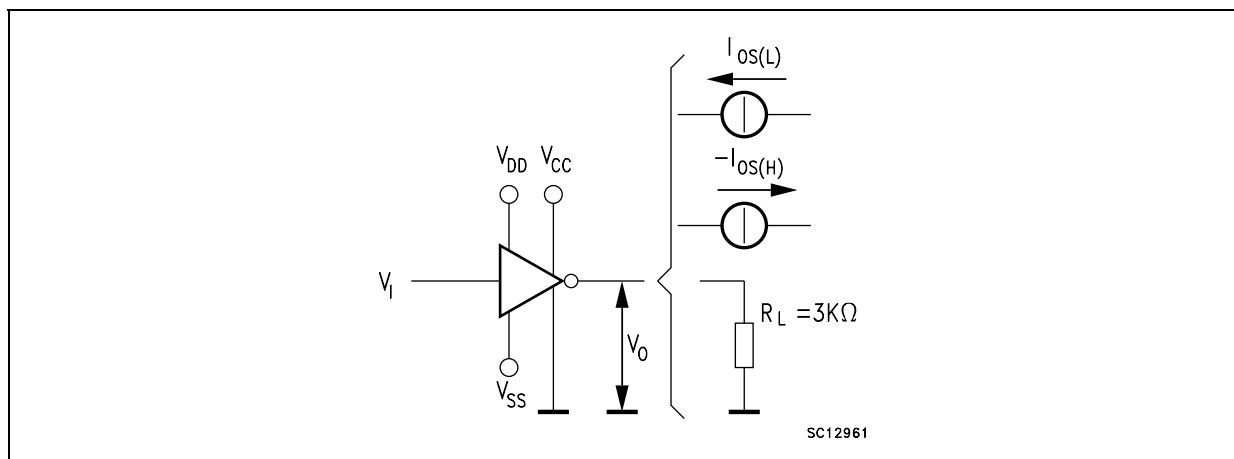 I OS(L)
–I OS(H)
V DD V CC
V I
V O
V SS
R L =3KΩ
SC12961